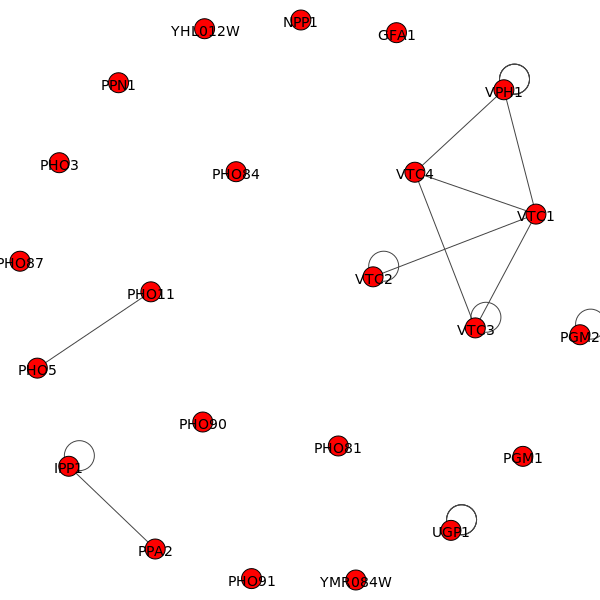 NPP1
YHL012W
GFA1
PPN1
VPH1
PHO3
PHO84
VTC4
VTC1
PHO87
VTC2
PHO11
VTC3
PGM2
PHO5
PHO90
PHO81
PGM1
IPP1
UGP1
PPA2
PHO91
YMR084W